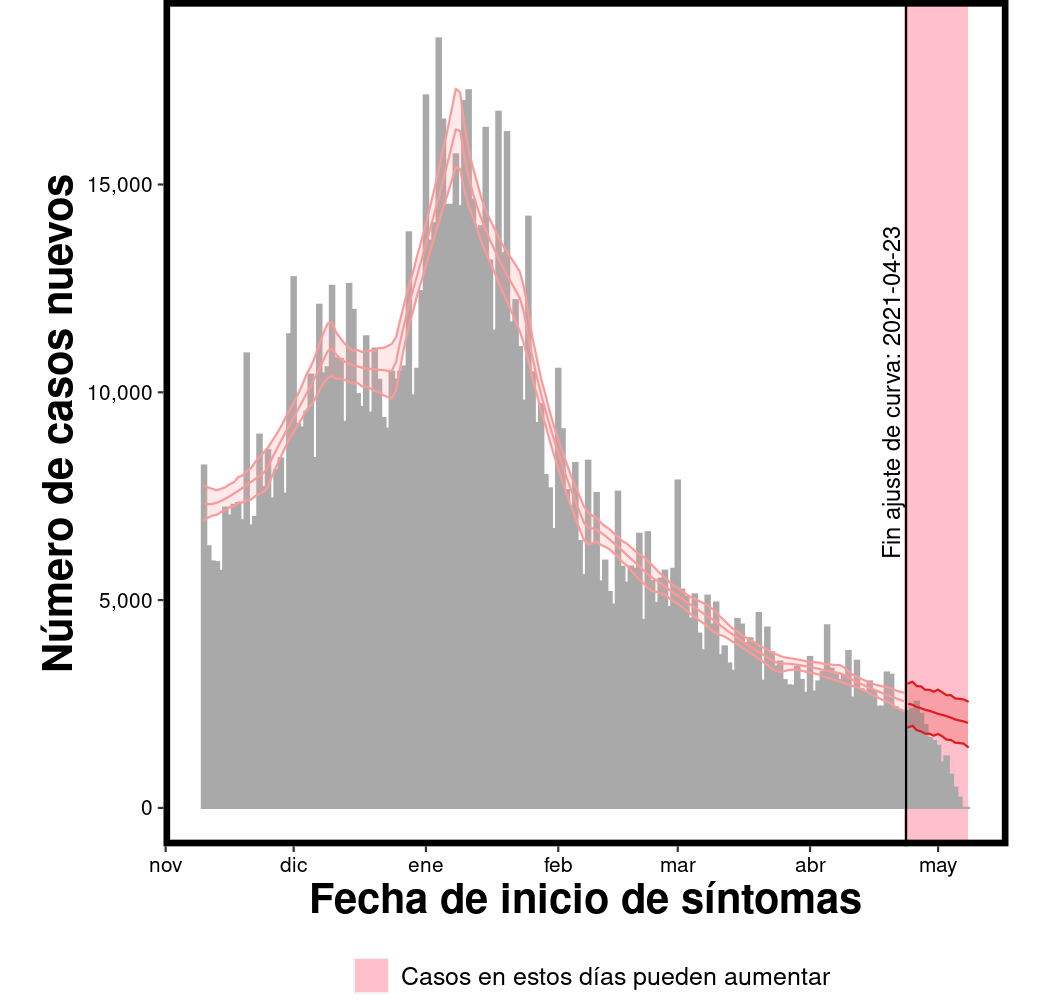 Número de casos nuevos
15,000
10,000
5,000
0
Fin ajuste de curva: 2021-04-23
nov
dic
ene
feb
mar
abr
may
Fecha de inicio de síntomas
Casos en estos días pueden aumentar